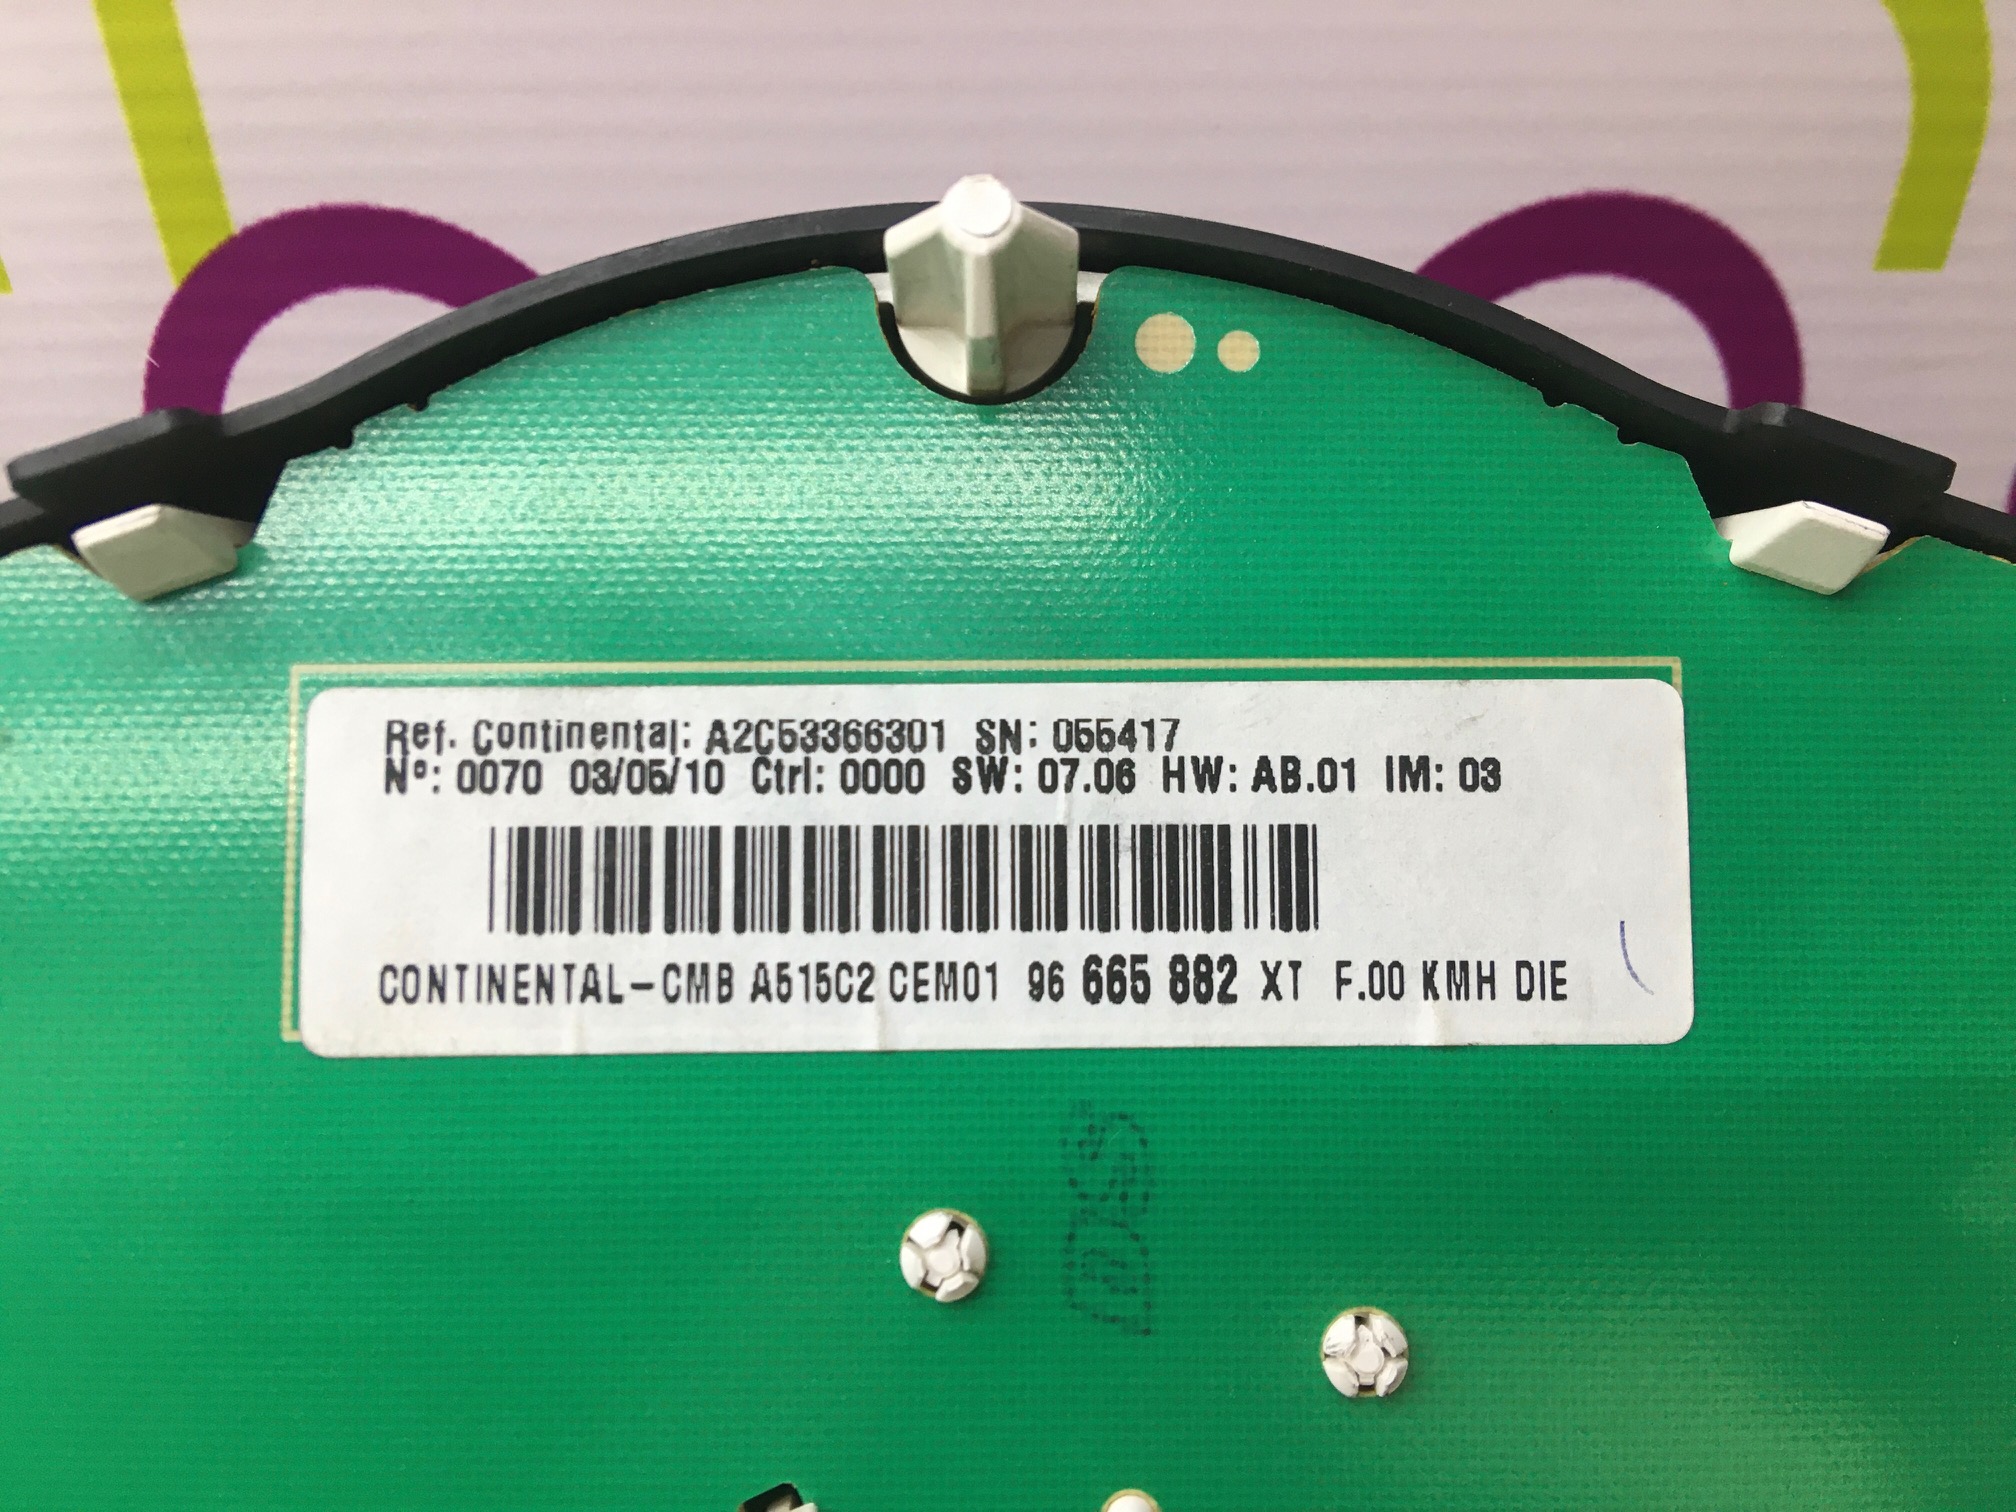 Ref. Continental: A2C53366301 SN: 055417
Nº: 0070 03/05/10 Ctrl: 0000 SW: 07.06 HW: AB.01 IM: 03
CONTINENTAL-CMB A515C2 CEM01 96 665 882 XT F.00 KMH DIE